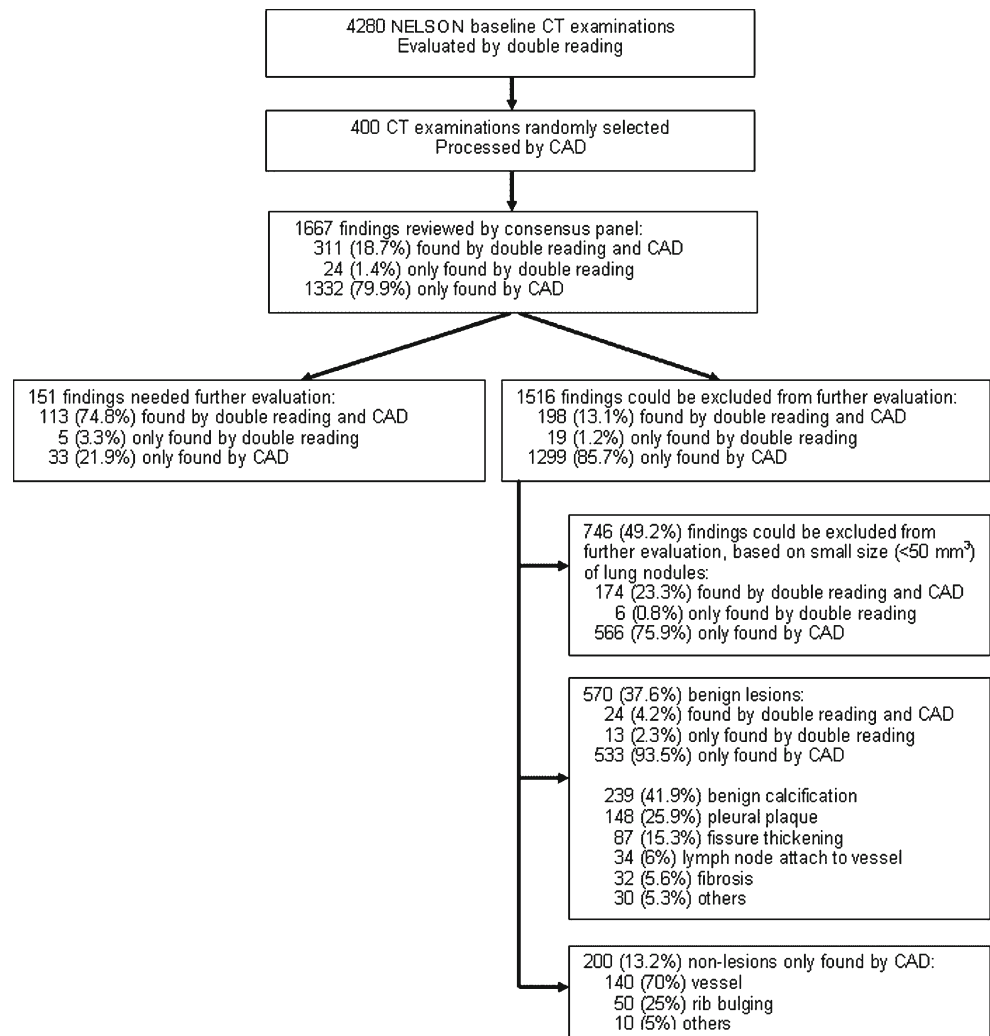 4280 NELSON baseline CT examinations
Evaluated by double reading
400 CT examinations randomly selected
Processed by CAD
1667 findings reviewed by consensus panel:
311 (18.7%) found by double reading and CAD
24 (1.4%) only found by double reading
1332 (79.9%) only found by CAD
151 findings needed further evaluation:
113 (74.8%) found by double reading and CAD
5 (3.3%) only found by double reading
33 (21.9%) only found by CAD
1516 findings could be excluded from further evaluation:
198 (13.1%) found by double reading and CAD
19 (1.2%) only found by double reading
1299 (85.7%) only found by CAD
746 (49.2%) findings could be excluded from
further evaluation, based on small size (<50 mm³)
of lung nodules:
174 (23.3%) found by double reading and CAD
6 (0.8%) only found by double reading
566 (75.9%) only found by CAD
570 (37.6%) benign lesions:
24 (4.2%) found by double reading and CAD
13 (2.3%) only found by double reading
533 (93.5%) only found by CAD
239 (41.9%) benign calcification
148 (25.9%) pleural plaque
87 (15.3%) fissure thickening
34 (6%) lymph node attach to vessel
32 (5.6%) fibrosis
30 (5.3%) others
200 (13.2%) non-lesions only found by CAD:
140 (70%) vessel
50 (25%) rib bulging
10 (5%) others